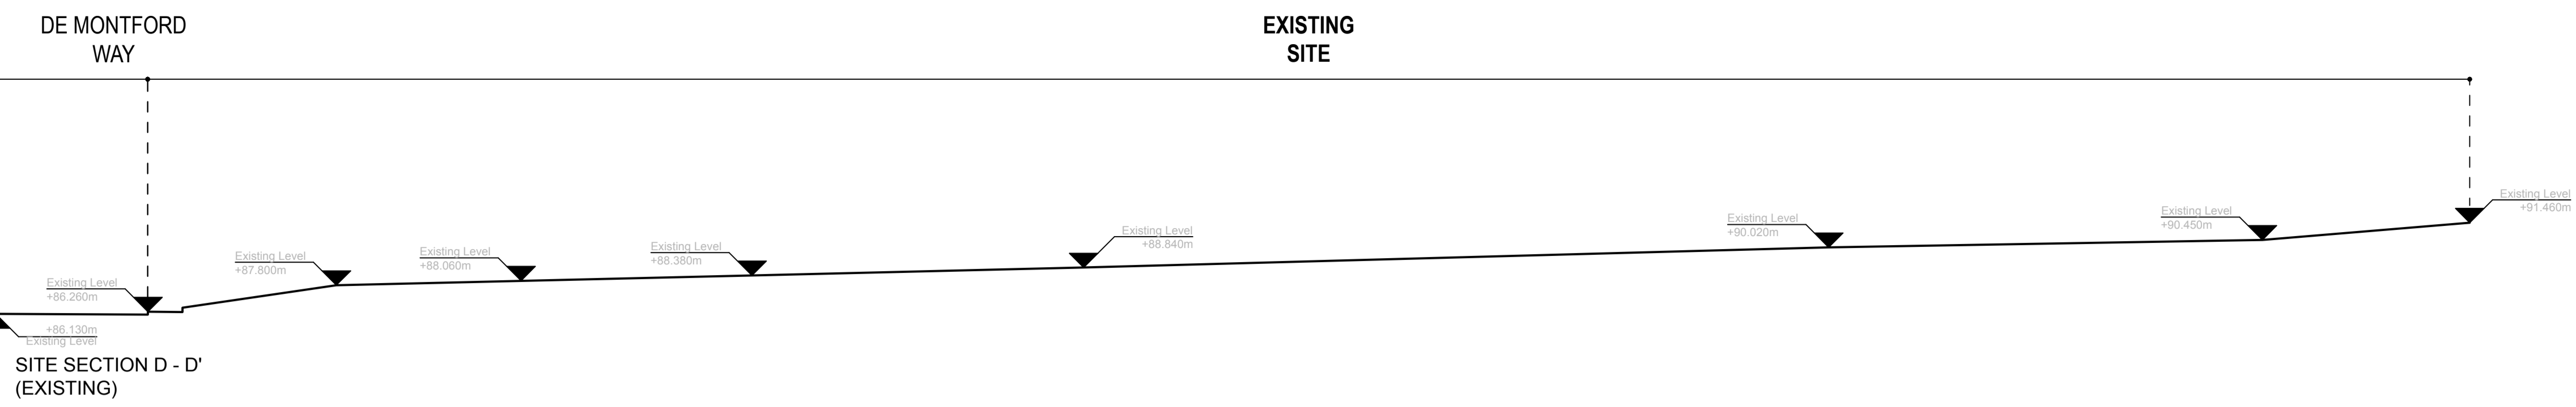 DE MONTFORD
WAY
EXISTING
SITE
Existing Level
+86.260m
+86.130m
Existing Level
Existing Level
+87.800m
Existing Level
+88.060m
Existing Level
+88.380m
Existing Level
+88.840m
Existing Level
+90.020m
Existing Level
+90.450m
Existing Level
+91.460m
SITE SECTION D - D'
(EXISTING)